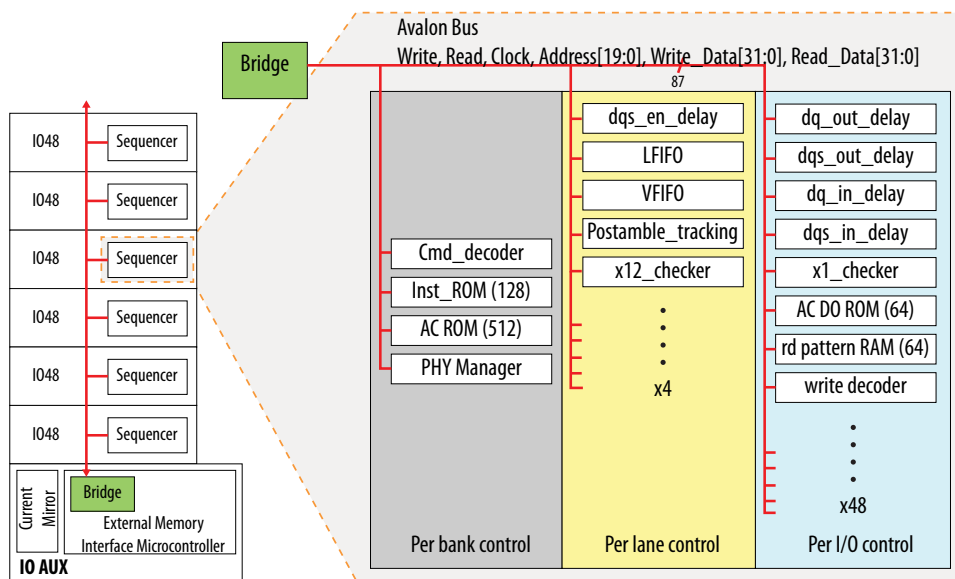 Avalon Bus
Write, Read, Clock, Address[19:0], Write_Data[31:0], Read_Data[31:0]
87
Bridge
IO48
Sequencer
IO48
Sequencer
IO48
Sequencer
IO48
Sequencer
IO48
Sequencer
IO48
Sequencer
Current
Mirror
Bridge
External Memory
Interface Microcontroller
IO AUX
Cmd_decoder
Inst_ROM (128)
AC ROM (512)
PHY Manager
Per bank control
dqs_en_delay
LFIFO
VFIFO
Postamble_tracking
x12_checker
x4
Per lane control
dq_out_delay
dqs_out_delay
dq_in_delay
dqs_in_delay
x1_checker
AC DO ROM (64)
rd pattern RAM (64)
write decoder
x48
Per I/O control